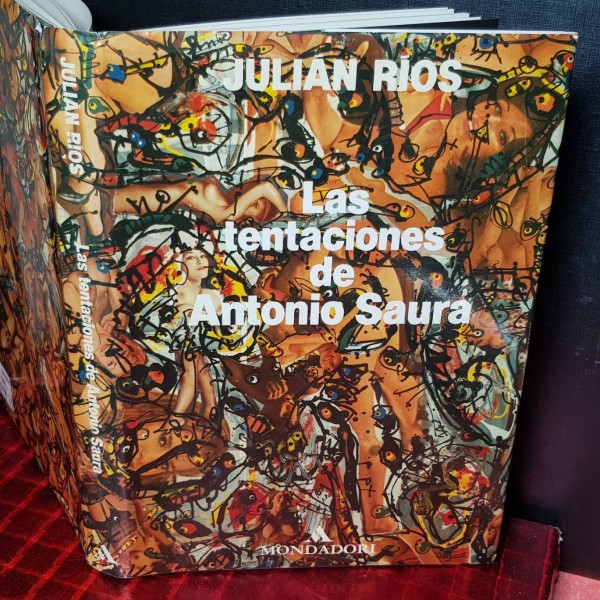 JULIÁN RÍOS
Las
tentaciones
de
Antonio Saura
MONDADORI
JULIÁN RÍOS
Las tentaciones de Antonio Saura